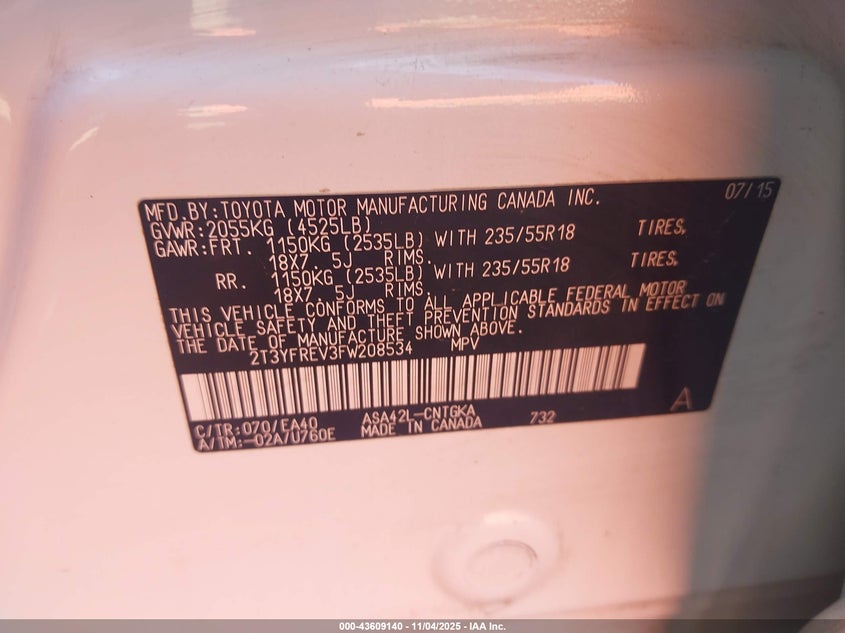 07/15
MFD.BY:TOYOTA MOTOR MANUFACTURING CANADA INC.
GVWR:2055KG (4525LB)
GAWR:FRT. 1150KG (2535LB) WITH 235/55R18 TIRES,
18X7. 5J RIMS.
RR. 1150KG (2535LB) WITH 235/55R18 TIRES,
18X7. 5J RIMS
THIS VEHICLE CONFORMS TO ALL APPLICABLE FEDERAL MOTOR
VEHICLE SAFETY AND THEFT PREVENTION STANDARDS IN EFFECT ON
THE DATE OF MANUFACTURE SHOWN ABOVE.
2T3YFREV3FW208534 MPV
C/TR:070/EA40 ASA42L-CNTGKA 732 A
A/TM:-02A/U760E MADE IN CANADA
000-43609140 - 11/04/2025 - IAA Inc.